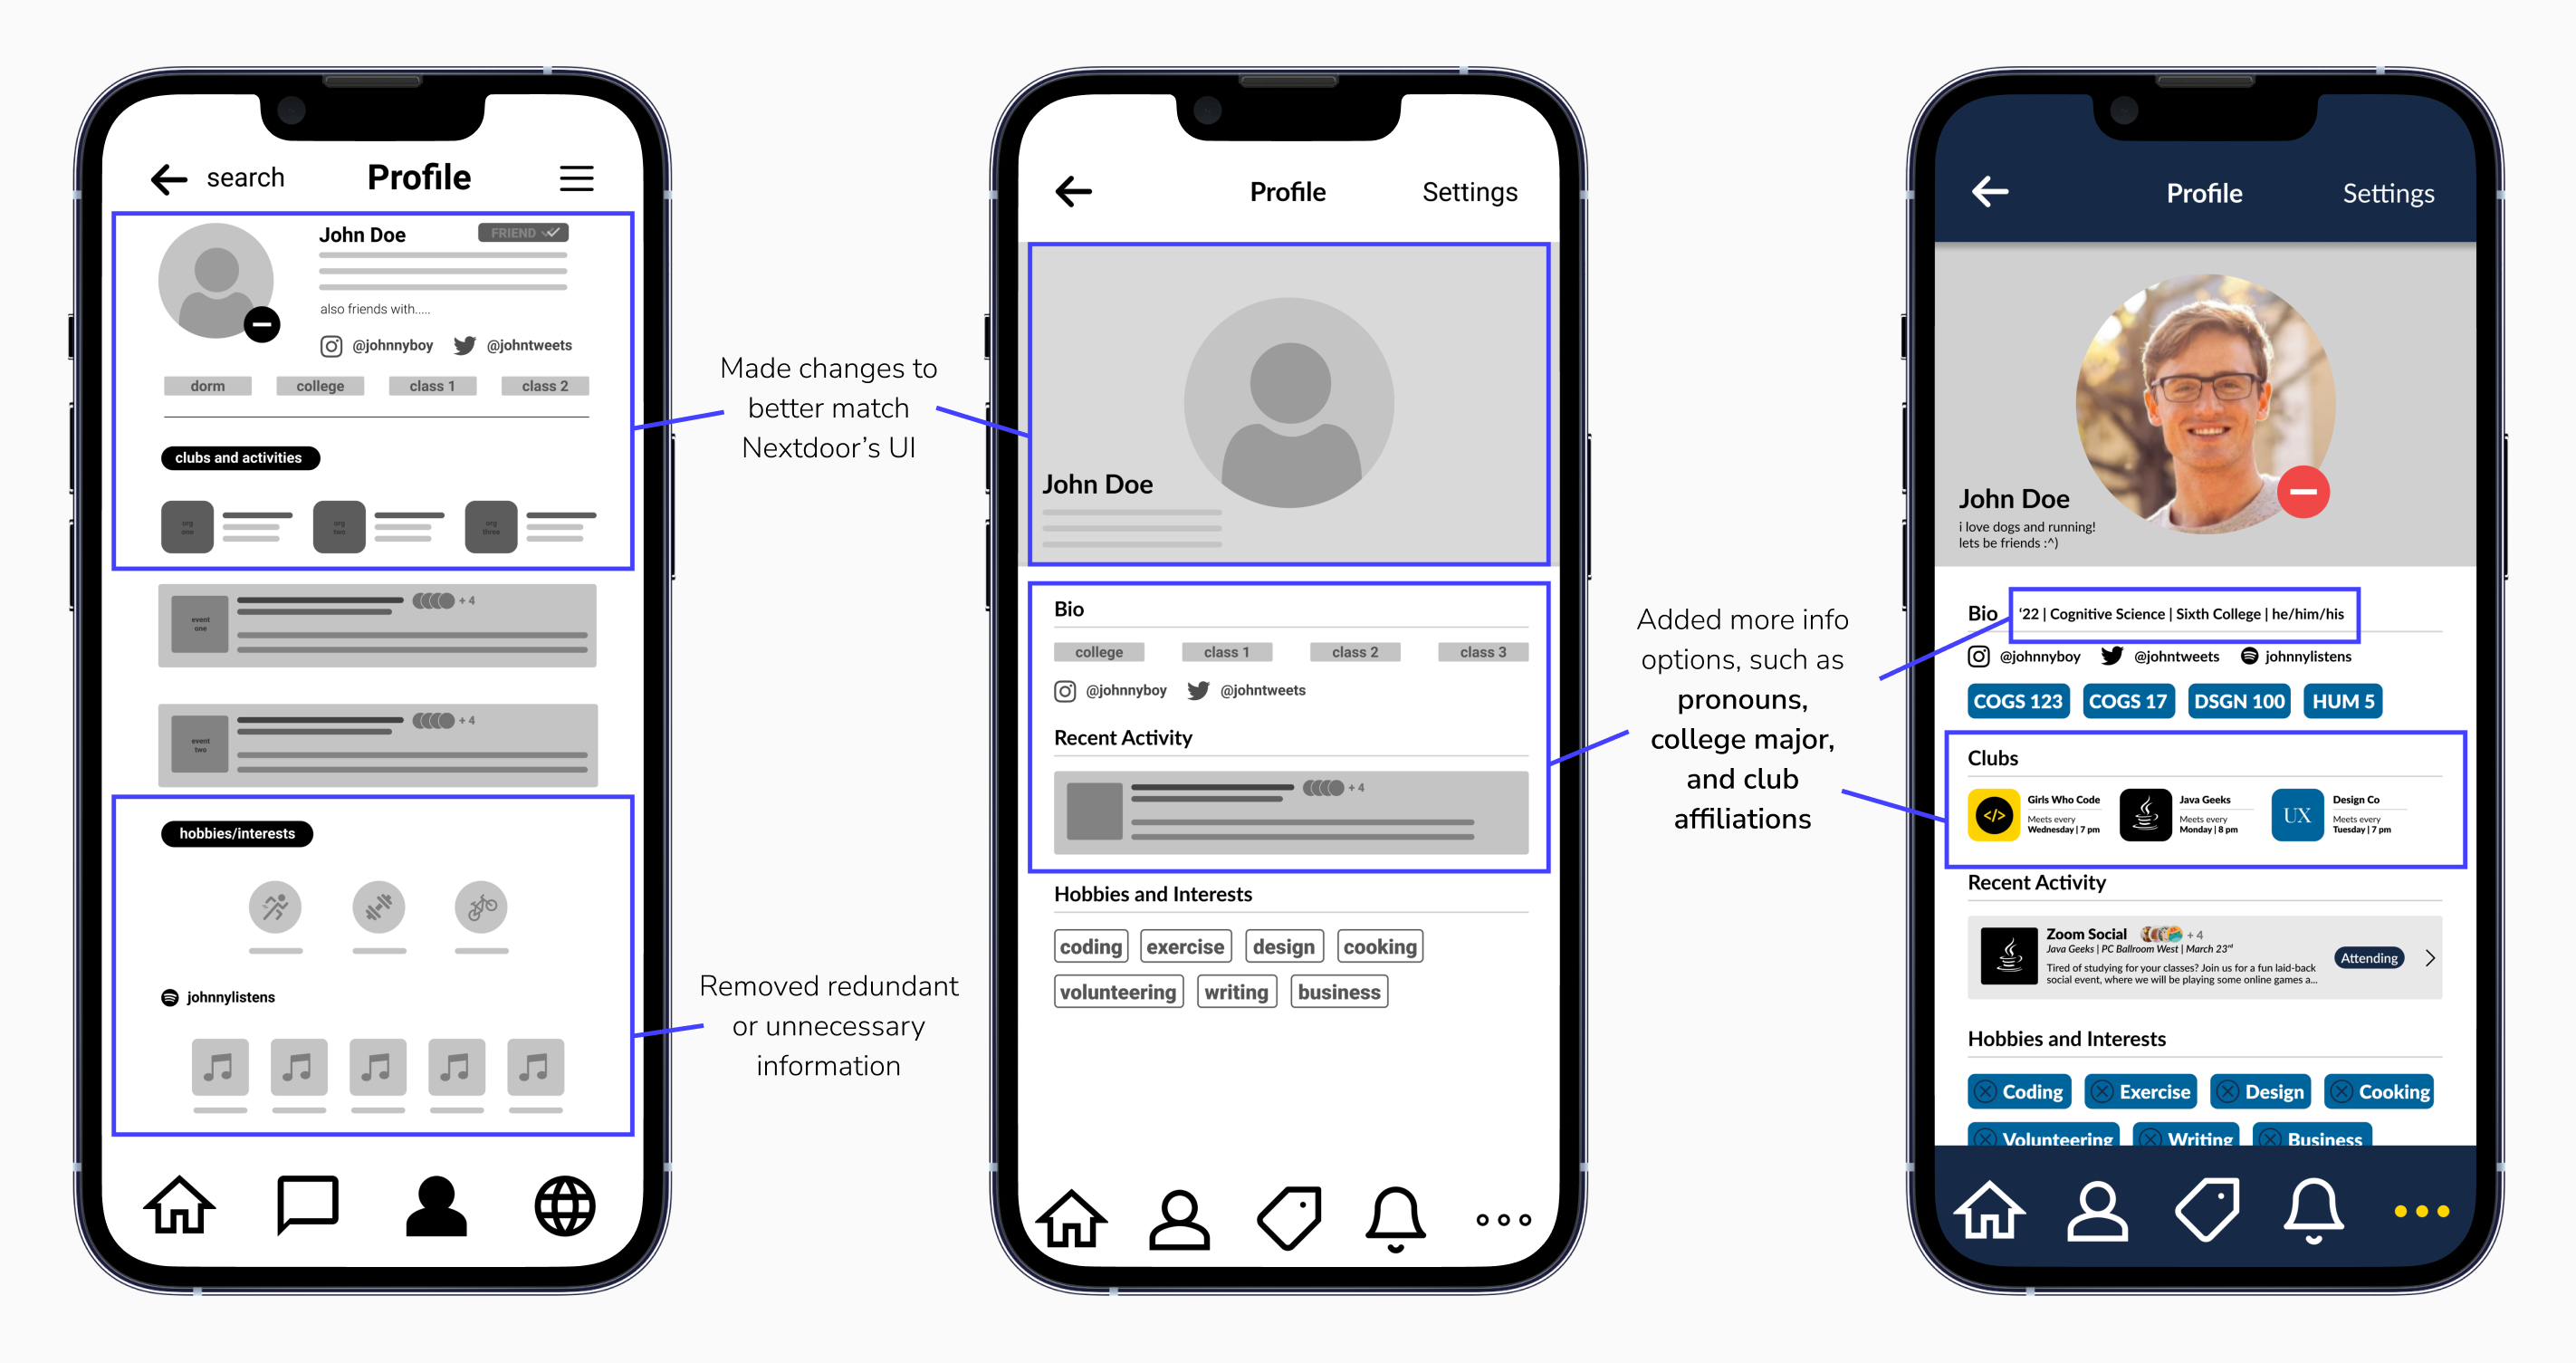 search
Profile
John Doe
FRIEND
also friends with.....
@johnnyboy
@johntweets
dorm
college
class 1
class 2
clubs and activities
org
one
org
two
org
three
event
one
+ 4
event
two
+ 4
hobbies/interests
johnnylistens
Made changes to
better match
Nextdoor’s UI
Removed redundant
or unnecessary
information
Profile
Settings
John Doe
Bio
college
class 1
class 2
class 3
@johnnyboy
@johntweets
Recent Activity
+ 4
Hobbies and Interests
coding
exercise
design
cooking
volunteering
writing
business
Added more info
options, such as
pronouns,
college major,
and club
affiliations
Profile
Settings
John Doe
i love dogs and running!
lets be friends :^)
Bio
‘22 | Cognitive Science | Sixth College | he/him/his
@johnnyboy
@johntweets
johnnylistens
COGS 123
COGS 17
DSGN 100
HUM 5
Clubs
</>
Girls Who Code
Meets every
Wednesday | 7 pm
Java Geeks
Meets every
Monday | 8 pm
UX
Design Co
Meets every
Tuesday | 7 pm
Recent Activity
Zoom Social
+ 4
Java Geeks | PC Ballroom West | March 23rd
Tired of studying for your classes? Join us for a fun laid-back
social event, where we will be playing some online games a...
Attending
Hobbies and Interests
Coding
Exercise
Design
Cooking
Volunteering
Writing
Business